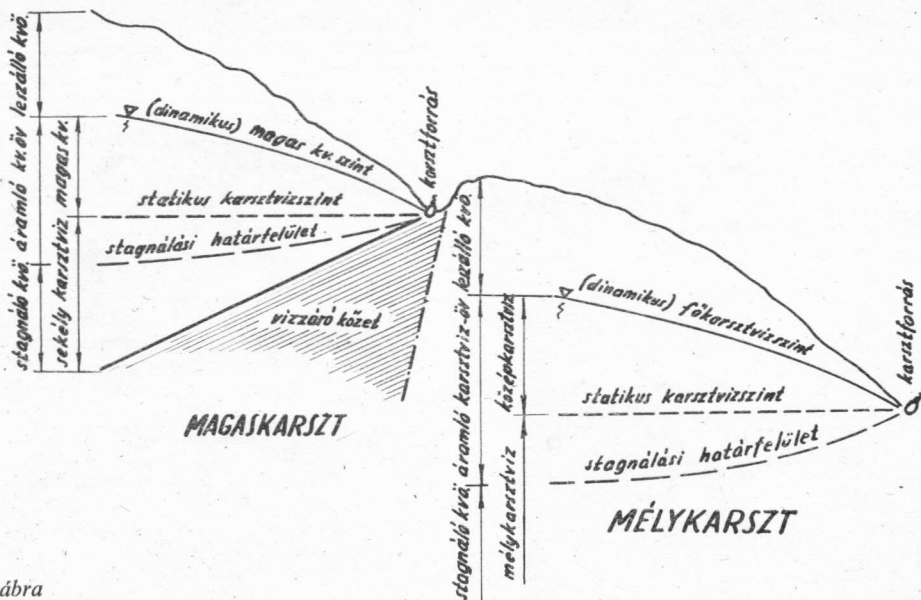 leszálló kvö.
áramló kv.öv
stagnáló kvö.
magas kv.
sekély karsztvíz
(dinamikus) magas kv.szint
karsztforrás
statikus karsztvízszint
stagnálási határfelület
vízzáró kőzet
MAGASKARSZT
leszálló kvö.
áramló karsztvíz-öv
stagnáló kvö.
középkarsztvíz
mélykarsztvíz
(dinamikus) főkarsztvízszint
karsztforrás
statikus karsztvízszint
stagnálási határfelület
MÉLYKARSZT
ábra